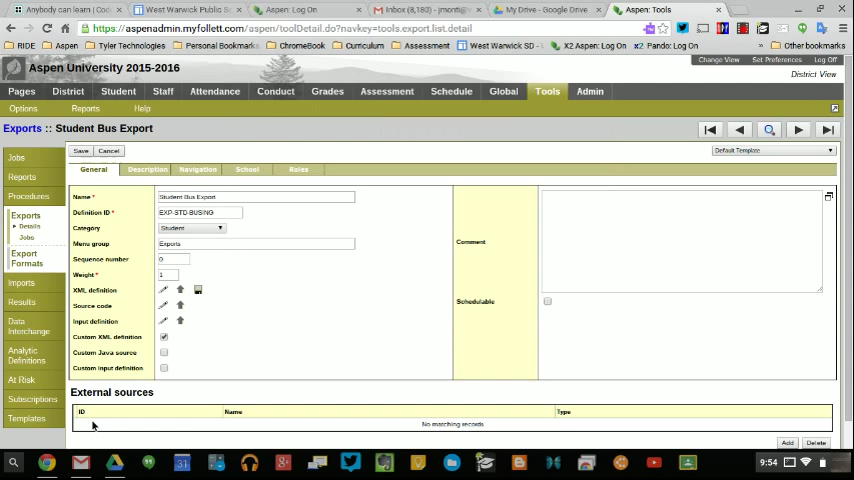 Anybody can learn | Cod
West Warwick Public Sc
Aspen: Log On
Inbox (8,180) - jmonti@
My Drive - Google Drive
Aspen: Tools
https://aspenadmin.myfollett.com/aspen/toolDetail.do?navkey=tools.export.list.detail
RIDE
Aspen
Tyler Technologies
Personal Bookmarks
ChromeBook
Curriculum
Assessment
West Warwick SD -
X2 Aspen: Log On
x2 Pando: Log On
» Other bookmarks
Aspen University 2015-2016
Change View
Set Preferences
Log Off
District View
Pages District Student Staff Attendance Conduct Grades Assessment Schedule Global Tools Admin
Options Reports Help
Exports :: Student Bus Export
Save Cancel
Default Template
General Description Navigation School Roles
Jobs
Reports
Procedures
Exports
Details
Jobs
Export
Formats
Imports
Results
Data
Interchange
Analytic
Definitions
At Risk
Subscriptions
Templates
Name * Student Bus Export
Definition ID * EXP-STD-BUSING
Category Student
Menu group Exports
Sequence number 0
Weight * 1
XML definition
Source code
Input definition
Custom XML definition
Custom Java source
Custom input definition
Comment
Schedulable
External sources
ID Name Type
No matching records
Add Delete
31
9:54